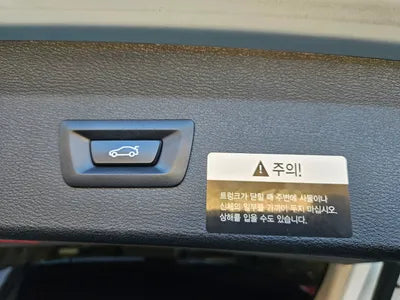 주의!
트렁크가 닫힐 때 주변에 사물이나
신체의 일부를 가까이 두지 마십시오.
상해를 입을 수도 있습니다.